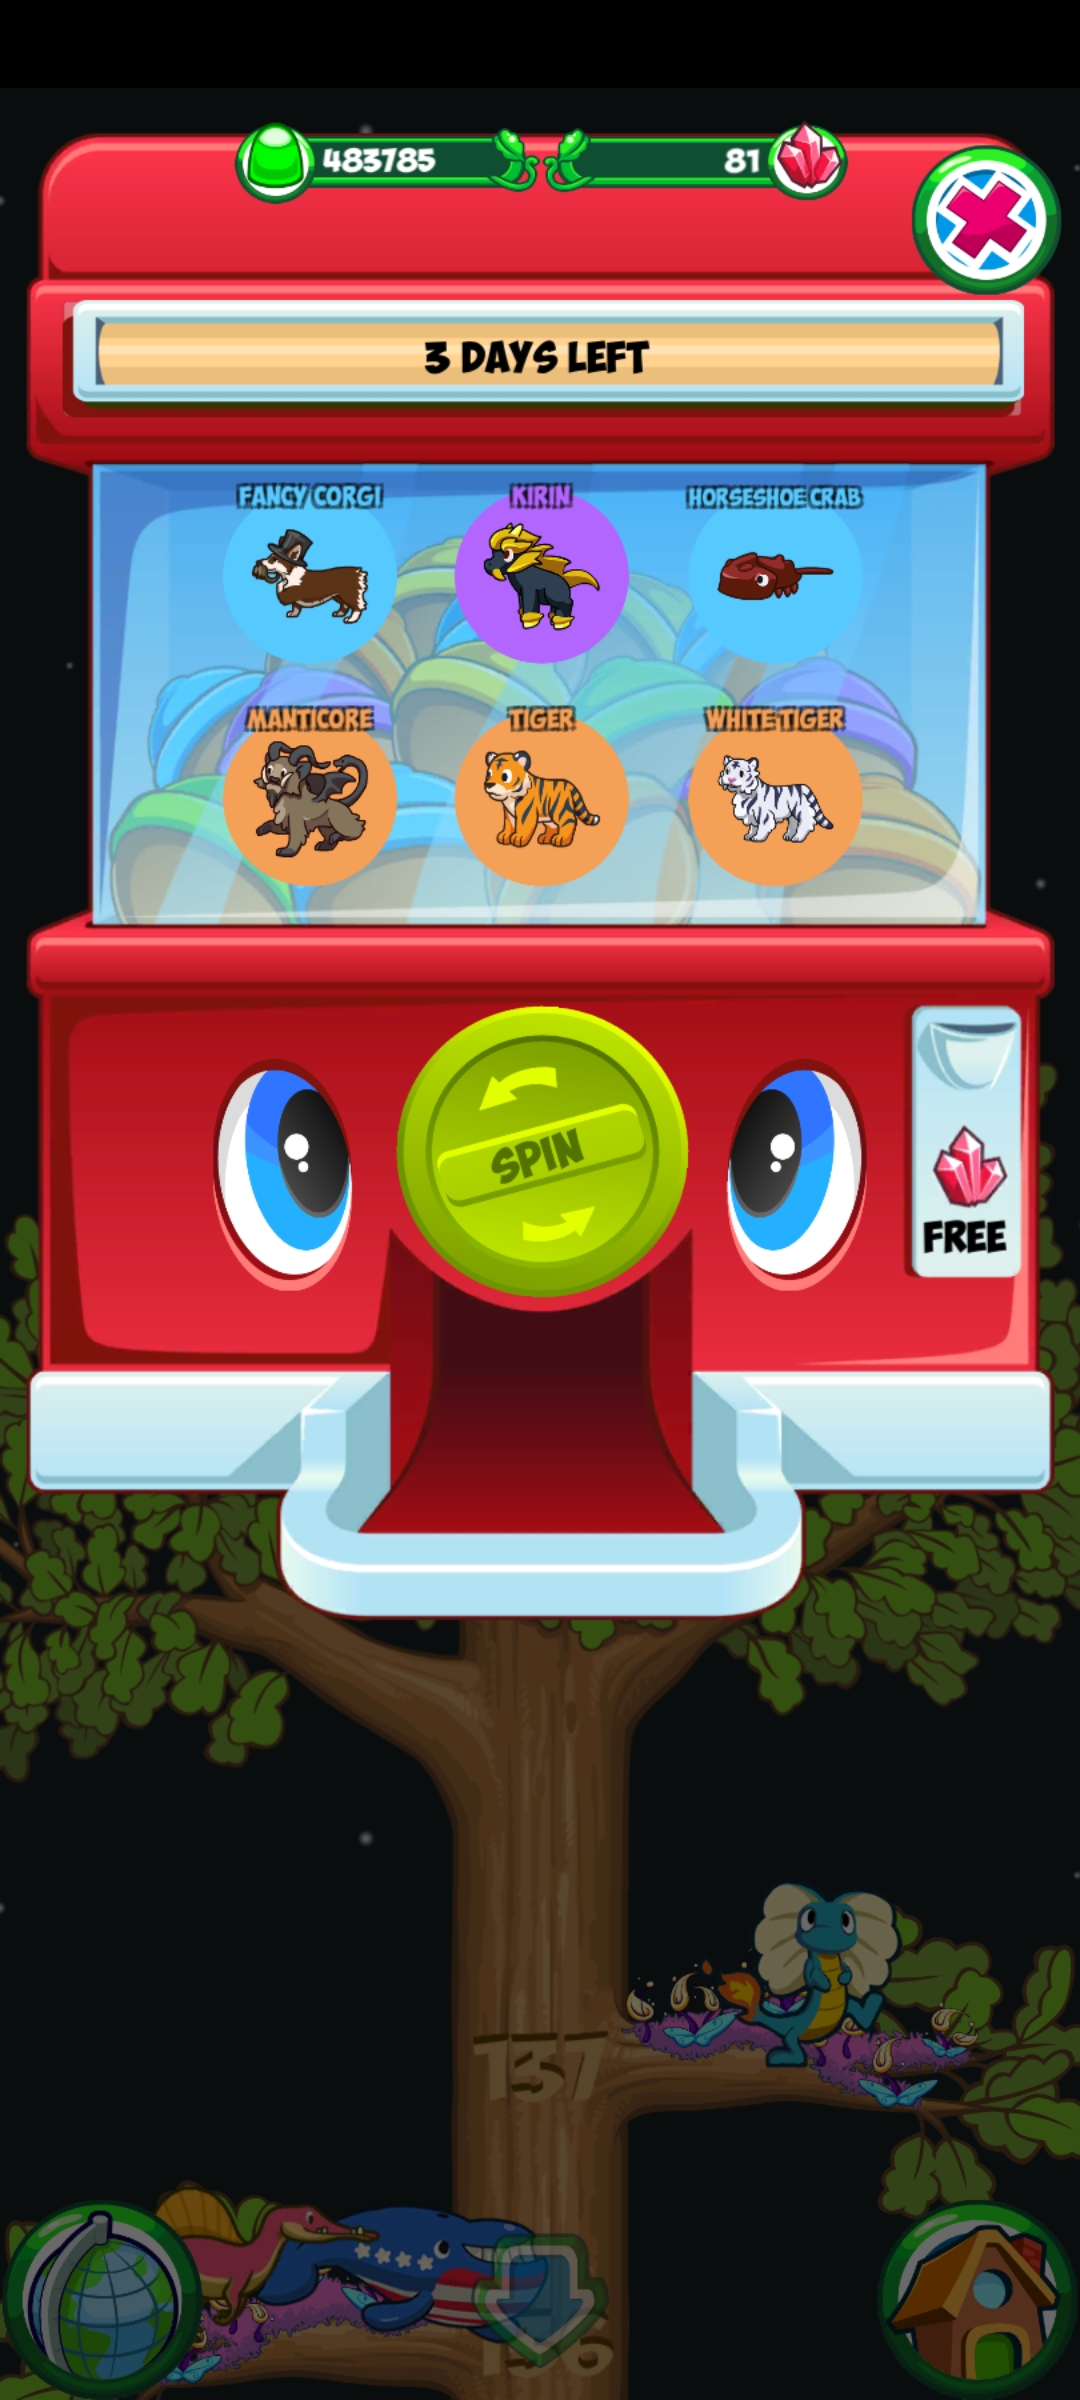 483785
81
3 DAYS LEFT
FANCY CORGI
KIRIN
HORSESHOE CRAB
MANTICORE
TIGER
WHITE TIGER
SPIN
FREE
137